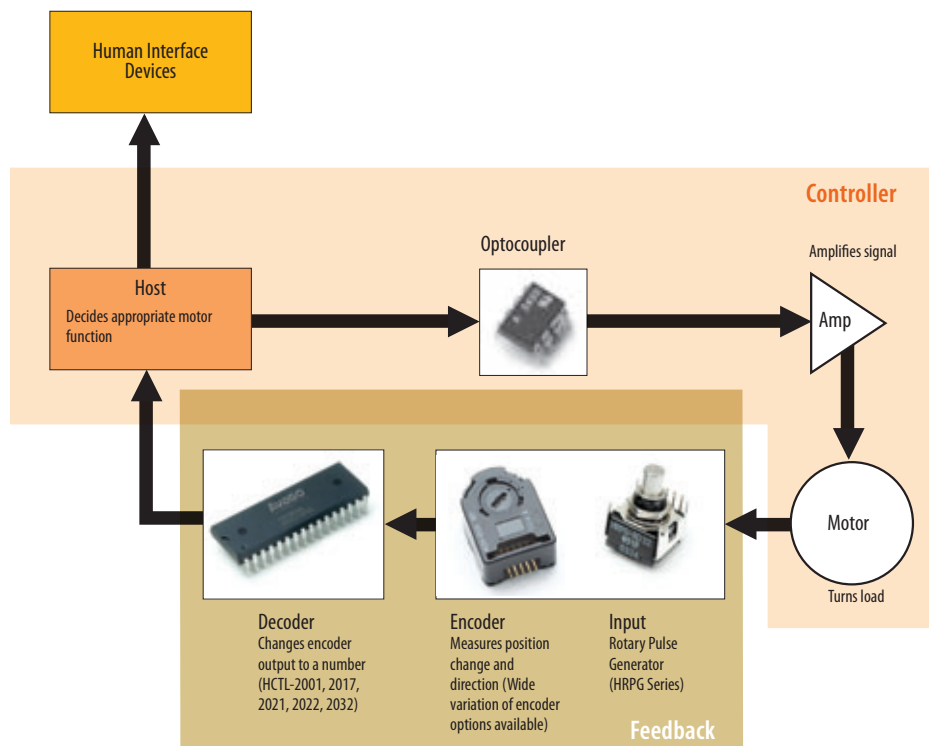 Human Interface
Devices
Controller
Optocoupler
Amplifies signal
Host
Decides appropriate motor
function
Amp
AVAGO
Motor
Turns load
Decoder
Changes encoder
output to a number
(HCTL-2001, 2017,
2021, 2022, 2032)
Encoder
Measures position
change and
direction (Wide
variation of encoder
options available)
Input
Rotary Pulse
Generator
(HRPG Series)
Feedback